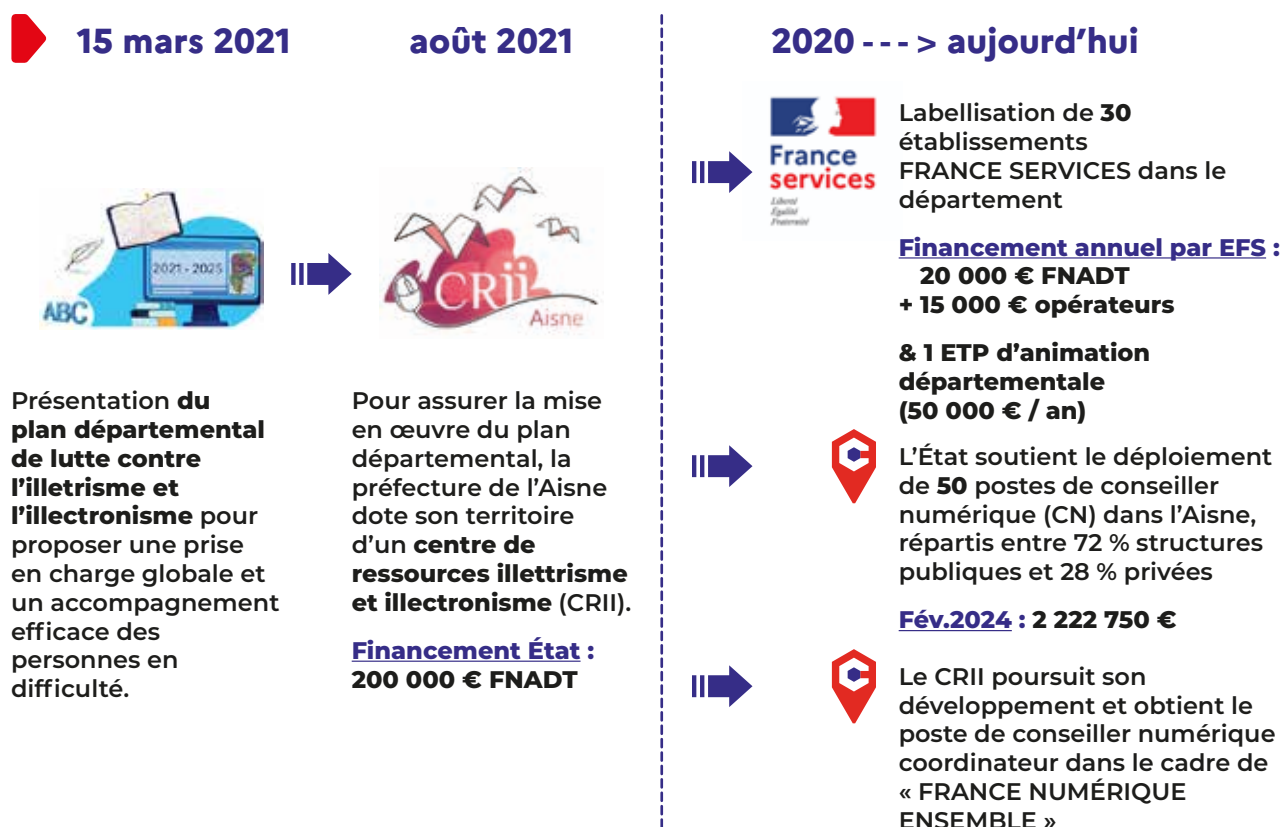 15 mars 2021
2021 - 2025
ABC
Présentation du
plan départemental
de lutte contre
l’illetrisme et
l’illectronisme pour
proposer une prise
en charge globale et
un accompagnement
efficace des
personnes en
difficulté.
août 2021
CRii
Aisne
Pour assurer la mise
en œuvre du plan
départemental, la
préfecture de l’Aisne
dote son territoire
d’un centre de
ressources illettrisme
et illectronisme (CRII).
Financement État :
200 000 € FNADT
2020 - - - > aujourd’hui
France
services
Liberté
Égalité
Fraternité
Labellisation de 30
établissements
FRANCE SERVICES dans le
département
Financement annuel par EFS :
20 000 € FNADT
+ 15 000 € opérateurs
& 1 ETP d’animation
départementale
(50 000 € / an)
L’État soutient le déploiement
de 50 postes de conseiller
numérique (CN) dans l’Aisne,
répartis entre 72 % structures
publiques et 28 % privées
Fév.2024 : 2 222 750 €
Le CRII poursuit son
développement et obtient le
poste de conseiller numérique
coordinateur dans le cadre de
« FRANCE NUMÉRIQUE
ENSEMBLE »